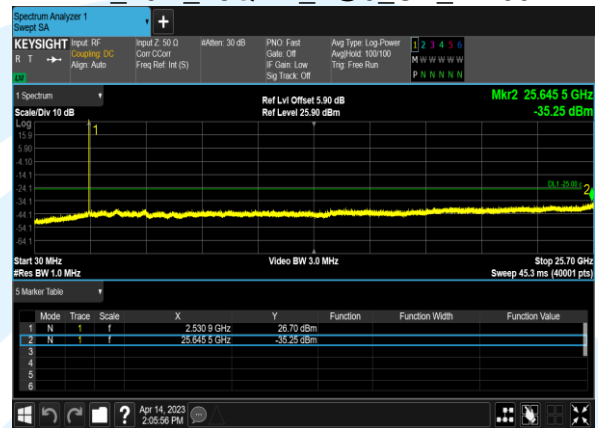 Spectrum Analyzer 1
Swept SA
KEYSIGHT Input: RF Input Z: 50 Ω #Atten: 30 dB PNO: Fast Avg Type: Log-Power 1 2 3 4 5 6
R T Coupling: DC Corr CCorr Gate: Off Avg|Hold: 100/100 M W W W W W
Align: Auto Freq Ref: Int (S) IF Gain: Low Trig: Free Run P N N N N N
Sig Track: Off
LW
1 Spectrum Ref Lvl Offset 5.90 dB Mkr2 25.645 5 GHz
Scale/Div 10 dB Ref Level 25.90 dBm -35.25 dBm
Log
15.9 1
5.90
-4.10
-14.1
-24.1 DL1 -25.00 2
-34.1
-44.1
-54.1
-64.1
Start 30 MHz Video BW 3.0 MHz Stop 25.70 GHz
#Res BW 1.0 MHz Sweep 45.3 ms (40001 pts)
5 Marker Table
Mode Trace Scale X Y Function Function Width Function Value
1 N 1 f 2.530 9 GHz 26.70 dBm
2 N 1 f 25.645 5 GHz -35.25 dBm
3
4
5
6
? Apr 14, 2023
2:05:56 PM